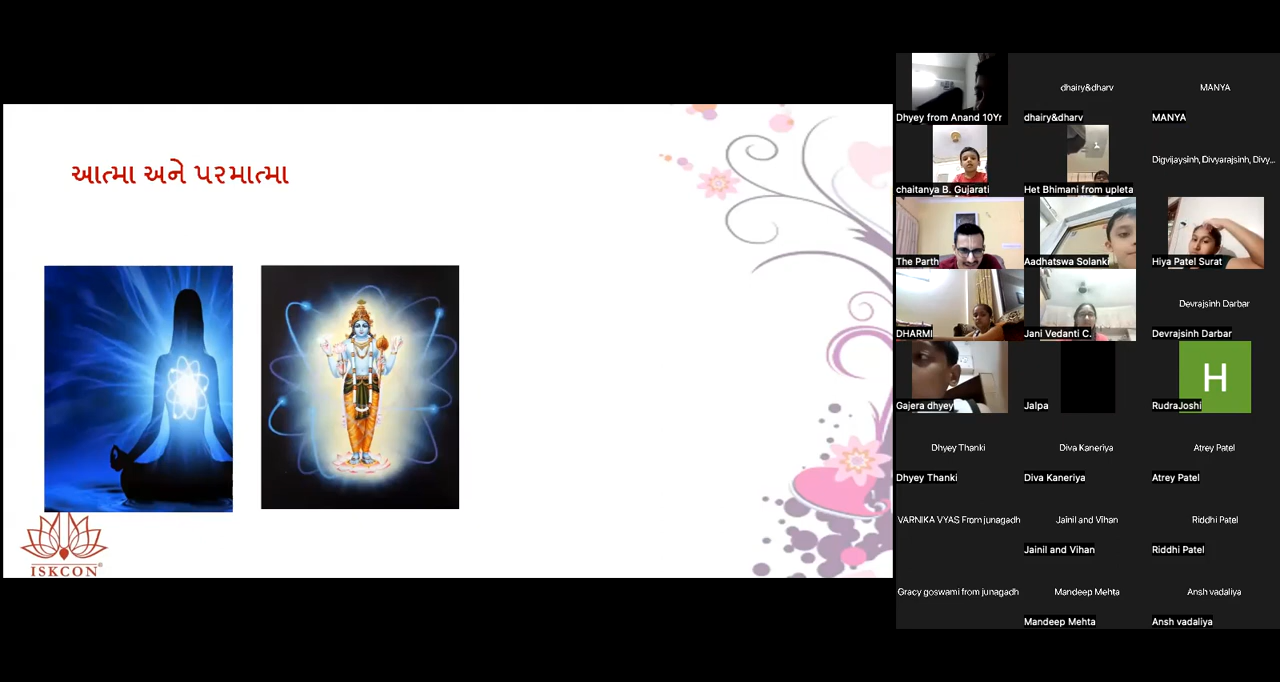 આત્મા અને પરમાત્મા
ISKCON
Dhyey from Anand 10Yr
dhairy&dharv
dhairy&dharv
MANYA
MANYA
chaitanya B. Gujarati
Het Bhimani from upleta
Digvijaysinh, Divyarajsinh, Divy...
The Parth
Aadhatswa Solanki
Hiya Patel Surat
DHARMI
Jani Vedanti C.
Devrajsinh Darbar
Devrajsinh Darbar
Gajera dhyey
Jalpa
H
RudraJoshi
Dhyey Thanki
Dhyey Thanki
Diva Kaneriya
Diva Kaneriya
Atrey Patel
Atrey Patel
VARNIKA VYAS From junagadh
Jainil and Vihan
Jainil and Vihan
Riddhi Patel
Riddhi Patel
Gracy goswami from junagadh
Mandeep Mehta
Mandeep Mehta
Ansh vadaliya
Ansh vadaliya